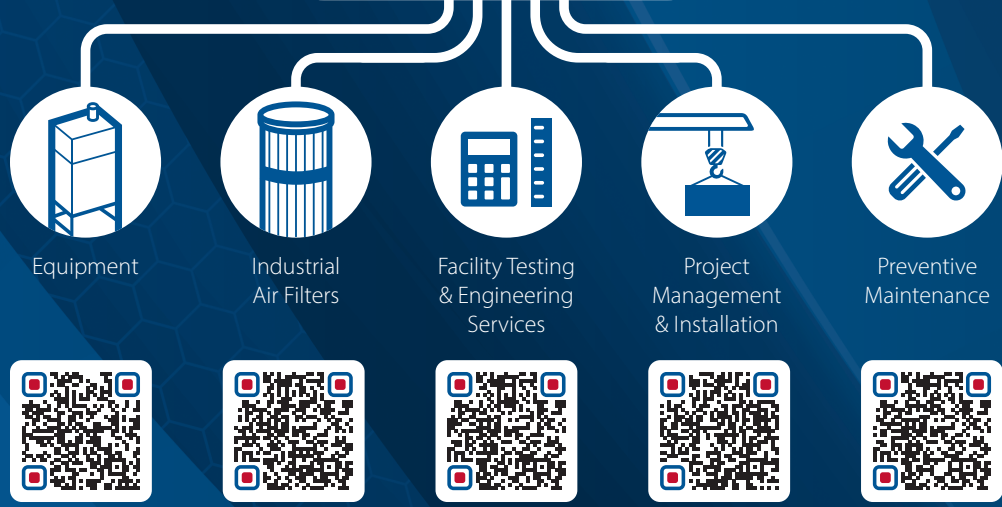 Equipment
Industrial
Air Filters
Facility Testing
& Engineering
Services
Project
Management
& Installation
Preventive
Maintenance